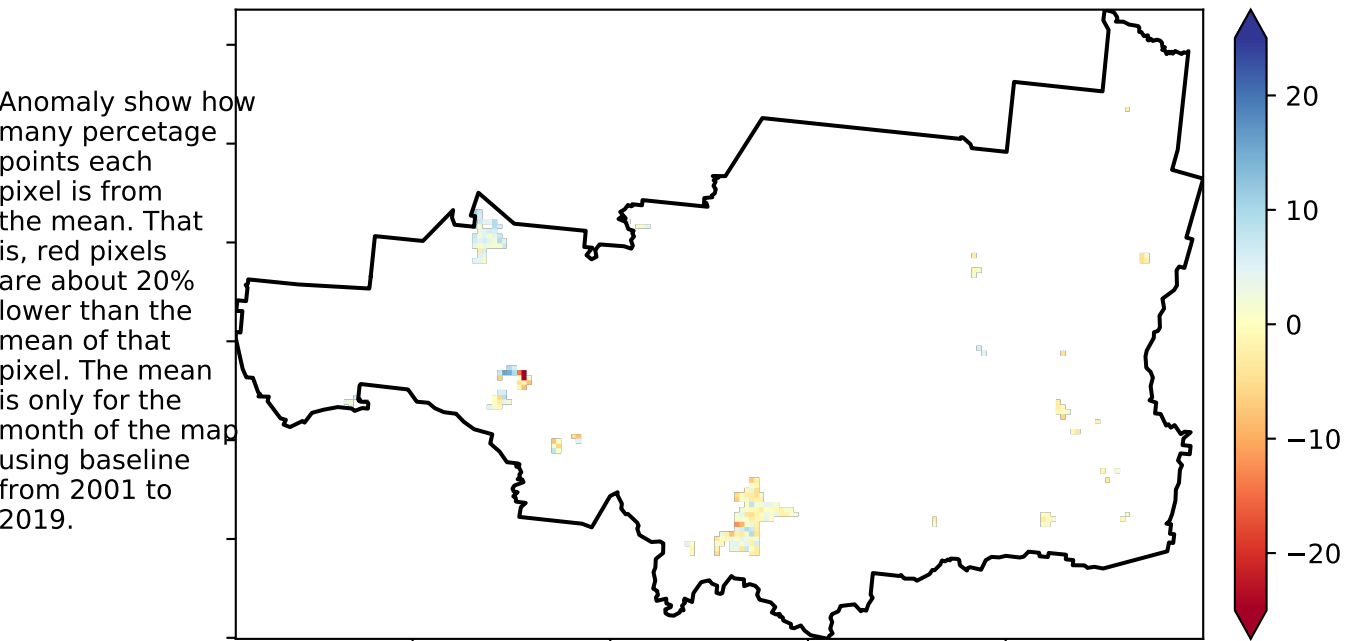 Anomaly show how
many percetage
points each
pixel is from
the mean. That
is, red pixels
are about 20%
lower than the
mean of that
pixel. The mean
is only for the
month of the map
using baseline
from 2001 to
2019.
20
10
0
−10
−20